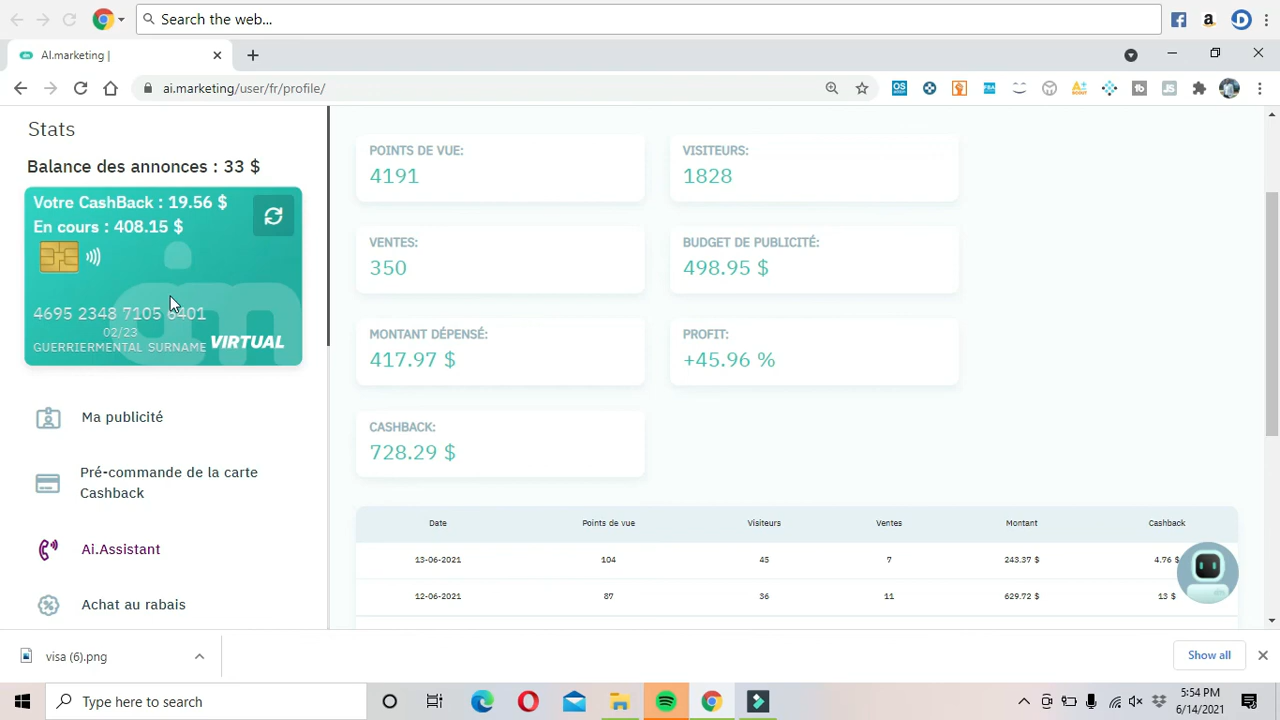 Search the web...
AI.marketing |
ai.marketing/user/fr/profile/
Stats
Balance des annonces : 33 $
Votre CashBack : 19.56 $
En cours : 408.15 $
4695 2348 7105 6401
02/23
GUERRIERMENTAL SURNAME
VIRTUAL
Ma publicité
Pré-commande de la carte
Cashback
Ai.Assistant
Achat au rabais
POINTS DE VUE:
4191
VISITEURS:
1828
VENTES:
350
BUDGET DE PUBLICITÉ:
498.95 $
MONTANT DÉPENSÉ:
417.97 $
PROFIT:
+45.96 %
CASHBACK:
728.29 $
Date Points de vue Visiteurs Ventes Montant Cashback
13-06-2021 104 45 7 243.37 $ 4.76 $
12-06-2021 87 36 11 629.72 $ 13 $
visa (6).png
Show all
Type here to search
5:54 PM
6/14/2021